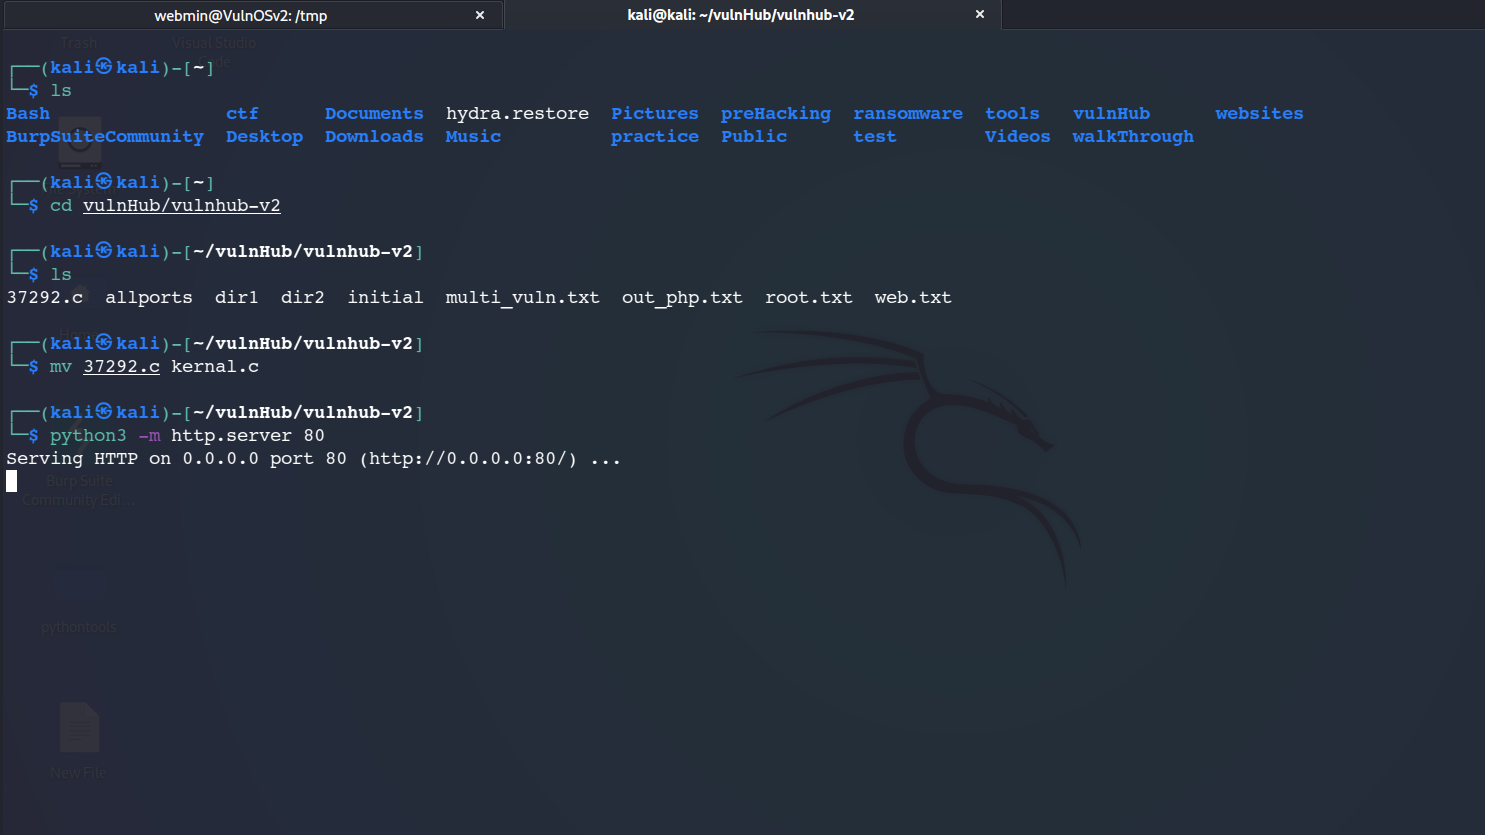 webmin@VulnOSv2: /tmp × kali@kali: ~/vulnHub/vulnhub-v2 ×
Trash Visual Studio Code
┌──(kali㉿kali)-[~]
└─$ ls
Bash ctf Documents hydra.restore Pictures preHacking ransomware tools vulnHub websites
BurpSuiteCommunity Desktop Downloads Music practice Public test Videos walkThrough
┌──(kali㉿kali)-[~]
└─$ cd vulnHub/vulnhub-v2
┌──(kali㉿kali)-[~/vulnHub/vulnhub-v2]
└─$ ls
37292.c allports dir1 dir2 initial multi_vuln.txt out_php.txt root.txt web.txt
Home
┌──(kali㉿kali)-[~/vulnHub/vulnhub-v2]
└─$ mv 37292.c kernal.c
┌──(kali㉿kali)-[~/vulnHub/vulnhub-v2]
└─$ python3 -m http.server 80
Serving HTTP on 0.0.0.0 port 80 (http://0.0.0.0:80/) ...
Burp Suite
Community Edi...
pythontools
New File